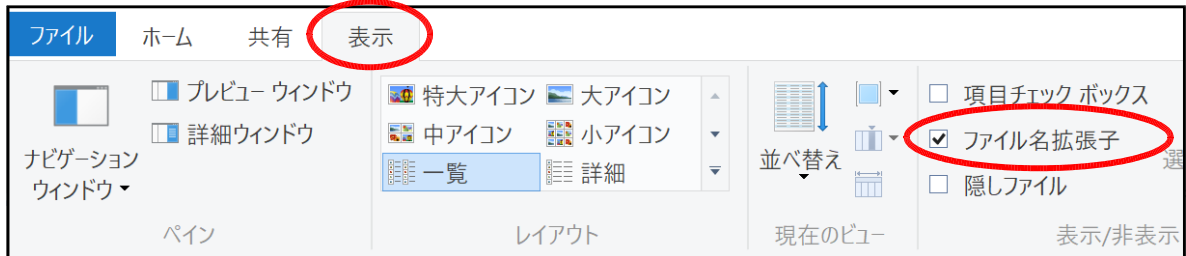 ファイル ホーム 共有 表示
ナビゲーション
ウィンドウ
プレビュー ウィンドウ
詳細ウィンドウ
ペイン
特大アイコン 大アイコン
中アイコン 小アイコン
一覧 詳細
レイアウト
並べ替え
現在のビュー
項目チェック ボックス
ファイル名拡張子
隠しファイル
選
表示/非表示